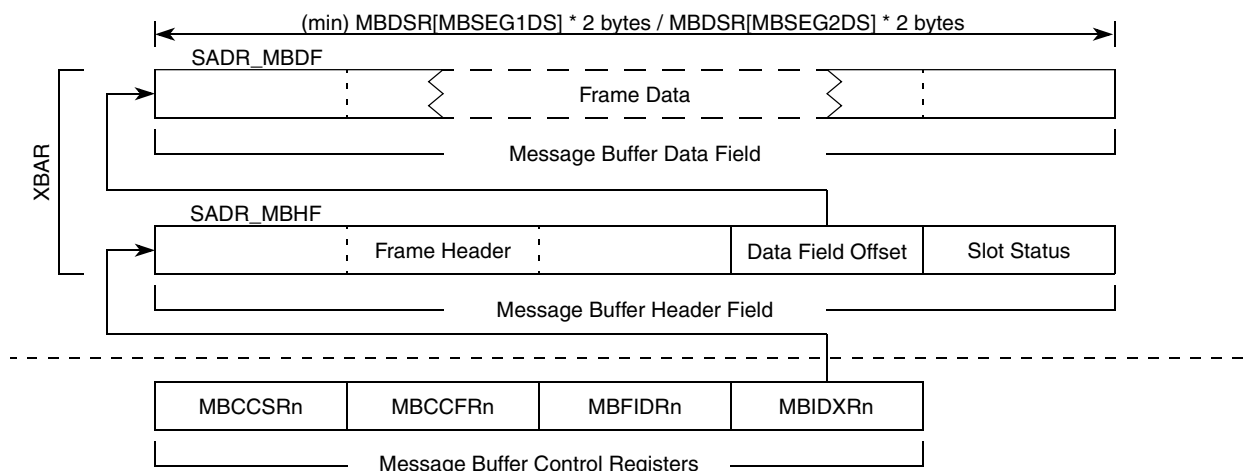 (min) MBDSR[MBSEG1DS] * 2 bytes / MBDSR[MBSEG2DS] * 2 bytes
SADR_MBDF
Frame Data
Message Buffer Data Field
XBAR
SADR_MBHF
Frame Header
Data Field Offset
Slot Status
Message Buffer Header Field
MBCCSRn
MBCCFRn
MBFIDRn
MBIDXRn
Message Buffer Control Registers